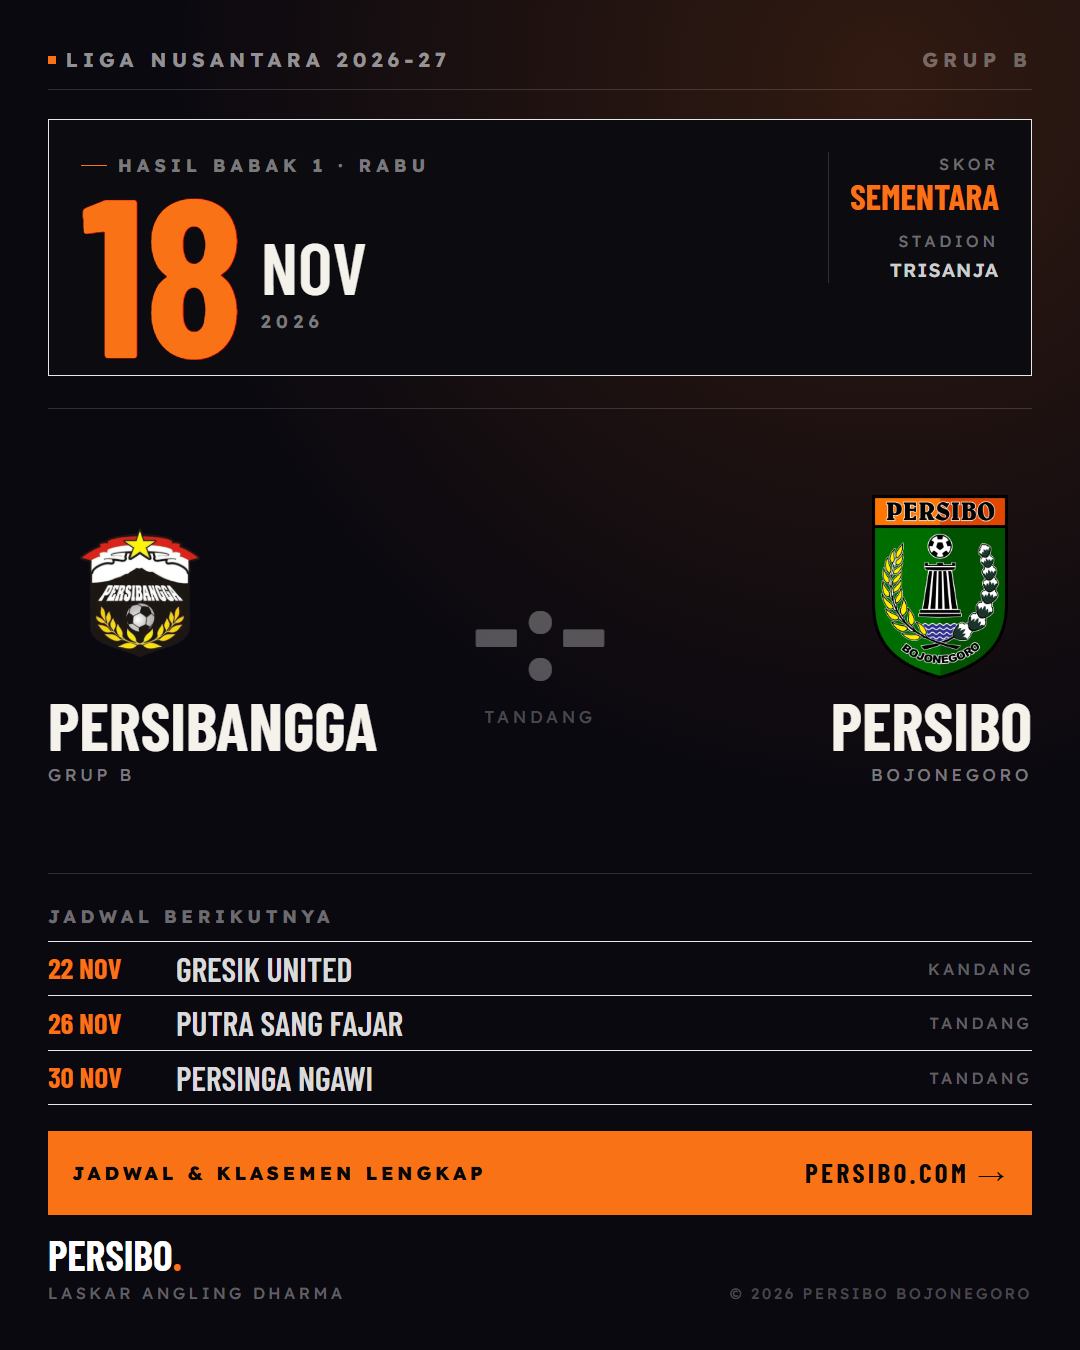 LIGA NUSANTARA 2026-27
GRUP B
HASIL BABAK 1 · RABU
18
NOV
2026
SKOR
SEMENTARA
STADION
TRISANJA
PERSIBANGGA
PERSIBO
BOJONEGORO
- : -
TANDANG
PERSIBANGGA
GRUP B
PERSIBO
BOJONEGORO
JADWAL BERIKUTNYA
22 NOV GRESIK UNITED KANDANG
26 NOV PUTRA SANG FAJAR TANDANG
30 NOV PERSINGA NGAWI TANDANG
JADWAL & KLASEMEN LENGKAP PERSIBO.COM →
PERSIBO.
LASKAR ANGLING DHARMA
© 2026 PERSIBO BOJONEGORO